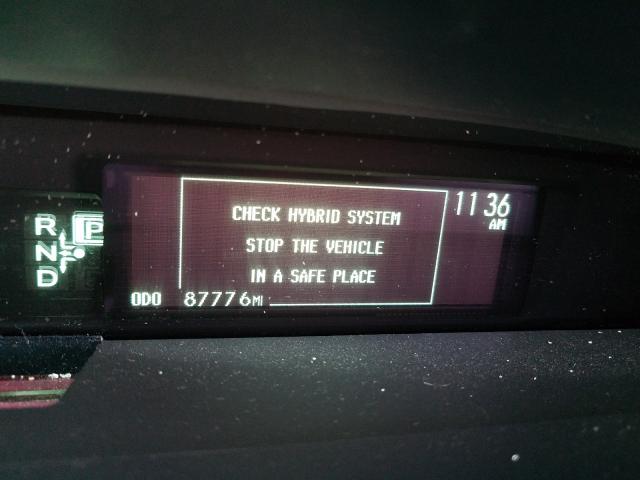 R
P
N
D
CHECK HYBRID SYSTEM
STOP THE VEHICLE
IN A SAFE PLACE
11:36
AM
ODO 87776MI